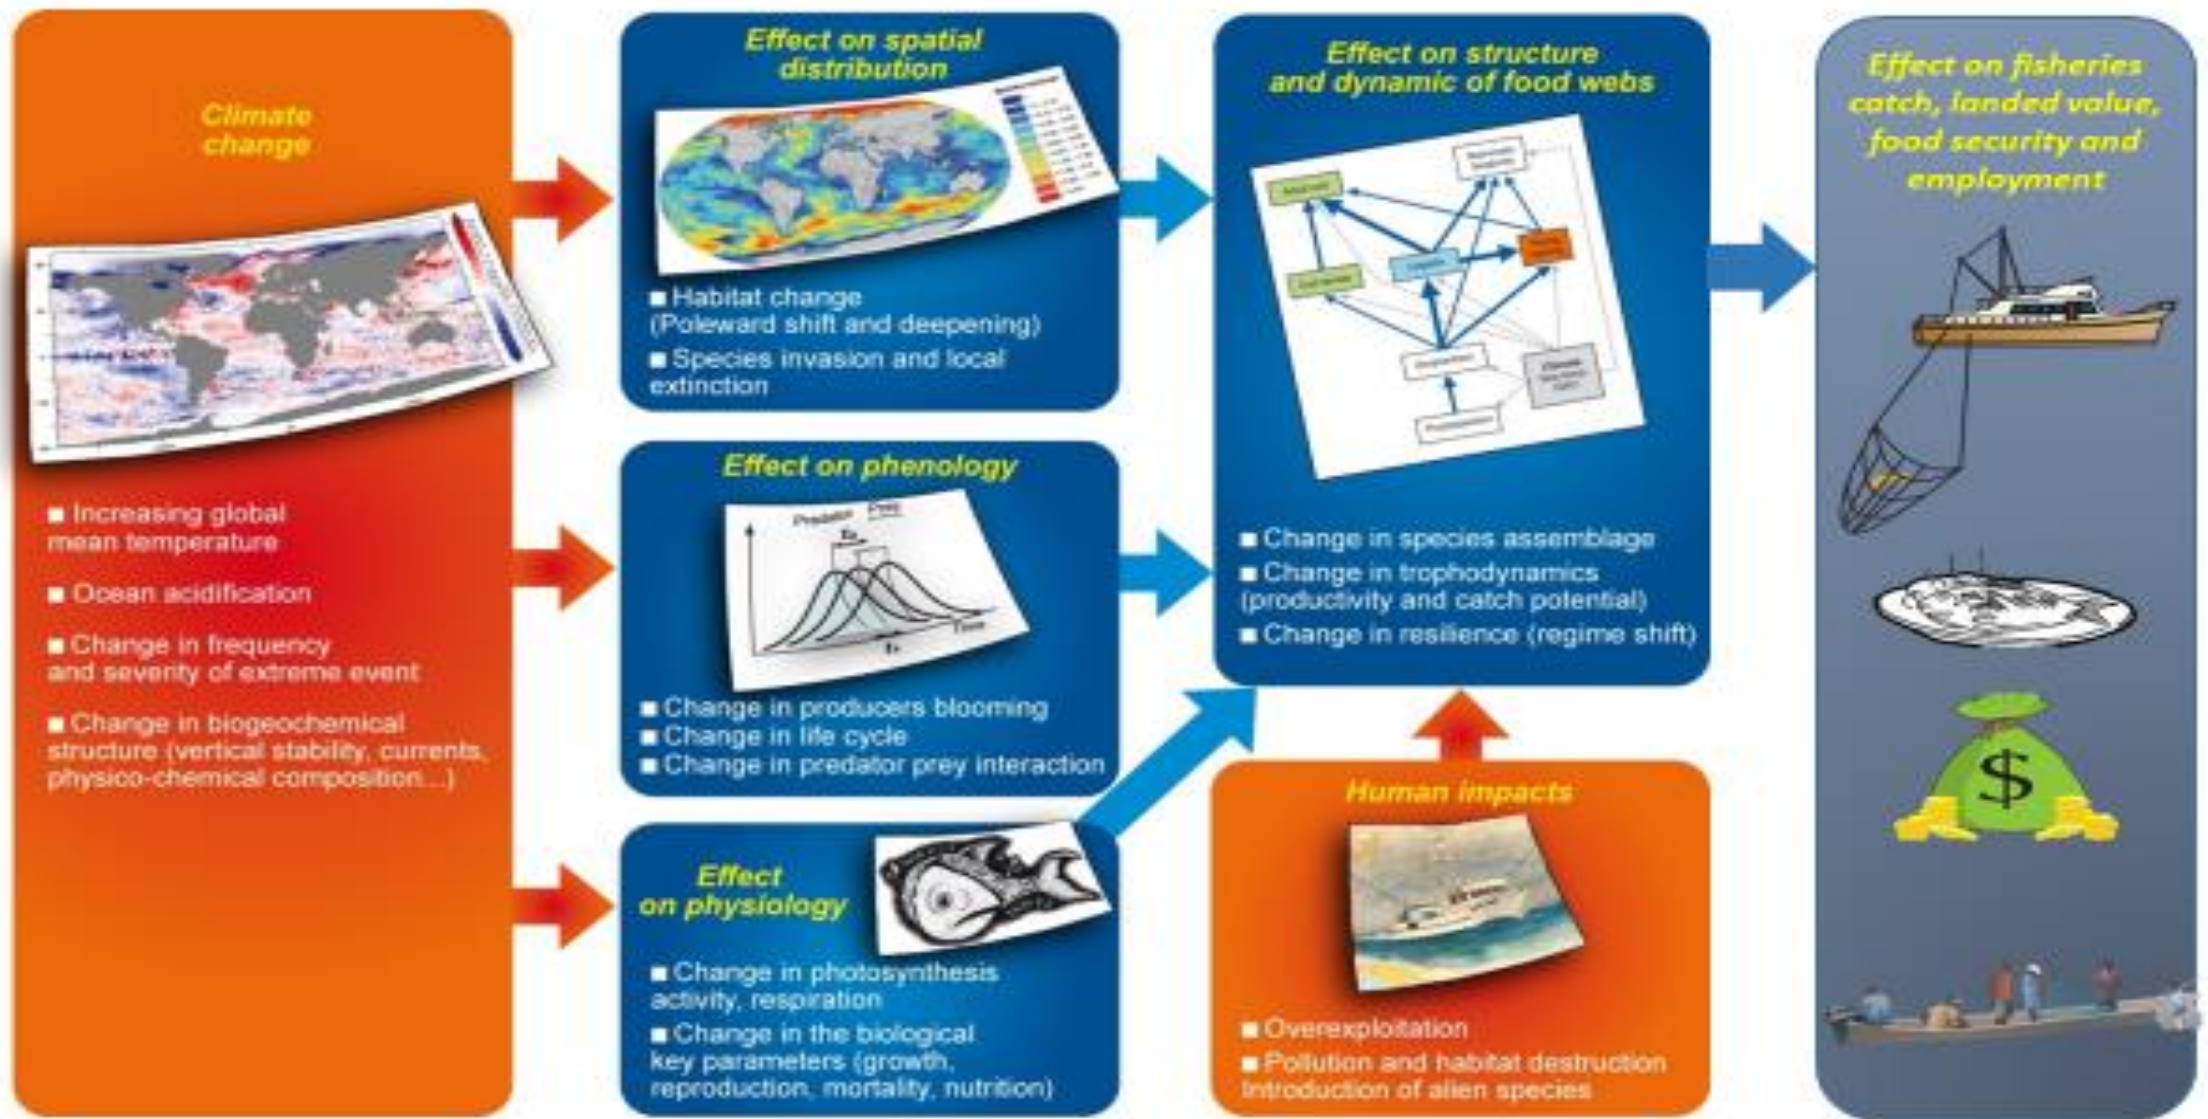 Climate
change
■ Increasing global
mean temperature
■ Ocean acidification
■ Change in frequency
and severity of extreme event
■ Change in biogeochemical
structure (vertical stability, currents,
physico-chemical composition...)
Effect on spatial
distribution
■ Habitat change
(Poleward shift and deepening)
■ Species invasion and local
extinction
Effect on phenology
Predator Prey
Time
■ Change in producers blooming
■ Change in life cycle
■ Change in predator prey interaction
Effect
on physiology
■ Change in photosynthesis
activity, respiration
■ Change in the biological
key parameters (growth,
reproduction, mortality, nutrition)
Effect on structure
and dynamic of food webs
■ Change in species assemblage
■ Change in trophodynamics
(productivity and catch potential)
■ Change in resilience (regime shift)
Human impacts
■ Overexploitation
■ Pollution and habitat destruction
Introduction of alien species
Effect on fisheries
catch, landed value,
food security and
employment
$